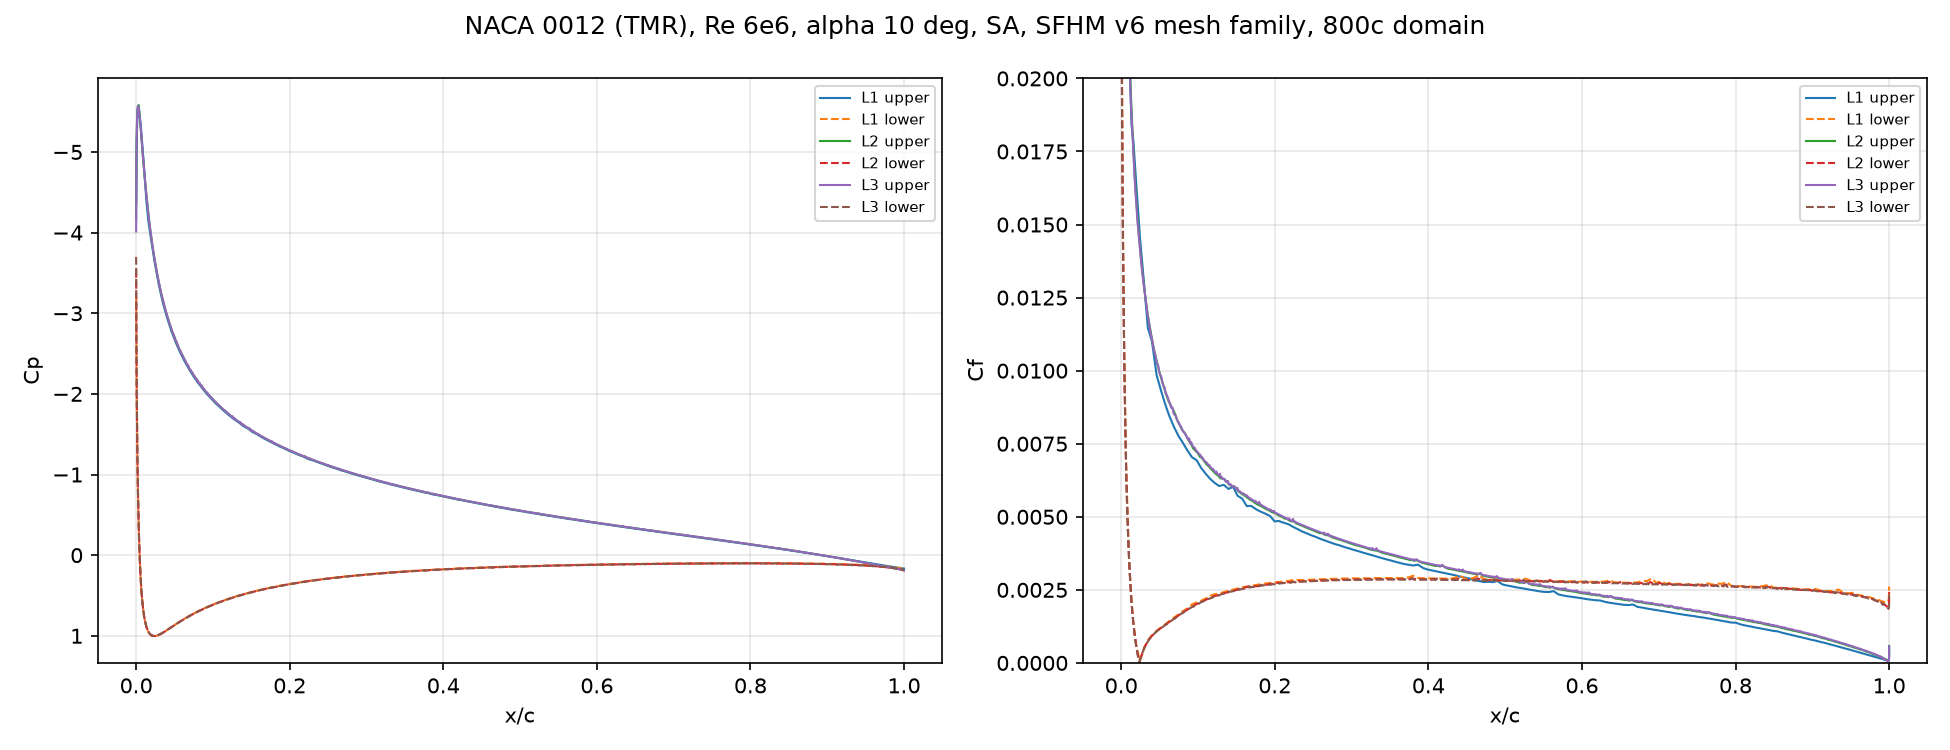 NACA 0012 (TMR), Re 6e6, alpha 10 deg, SA, SFHM v6 mesh family, 800c domain
Cp
−5
−4
−3
−2
−1
0
1
0.0
0.2
0.4
0.6
0.8
1.0
x/c
L1 upper
L1 lower
L2 upper
L2 lower
L3 upper
L3 lower
Cf
0.0200
0.0175
0.0150
0.0125
0.0100
0.0075
0.0050
0.0025
0.0000
0.0
0.2
0.4
0.6
0.8
1.0
x/c
L1 upper
L1 lower
L2 upper
L2 lower
L3 upper
L3 lower